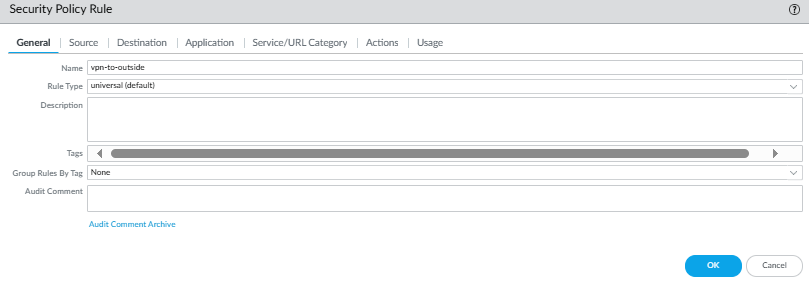 Security Policy Rule
General Source Destination Application Service/URL Category Actions Usage
Name vpn-to-outside
Rule Type universal (default)
Description
Tags
Group Rules By Tag None
Audit Comment
Audit Comment Archive
OK Cancel